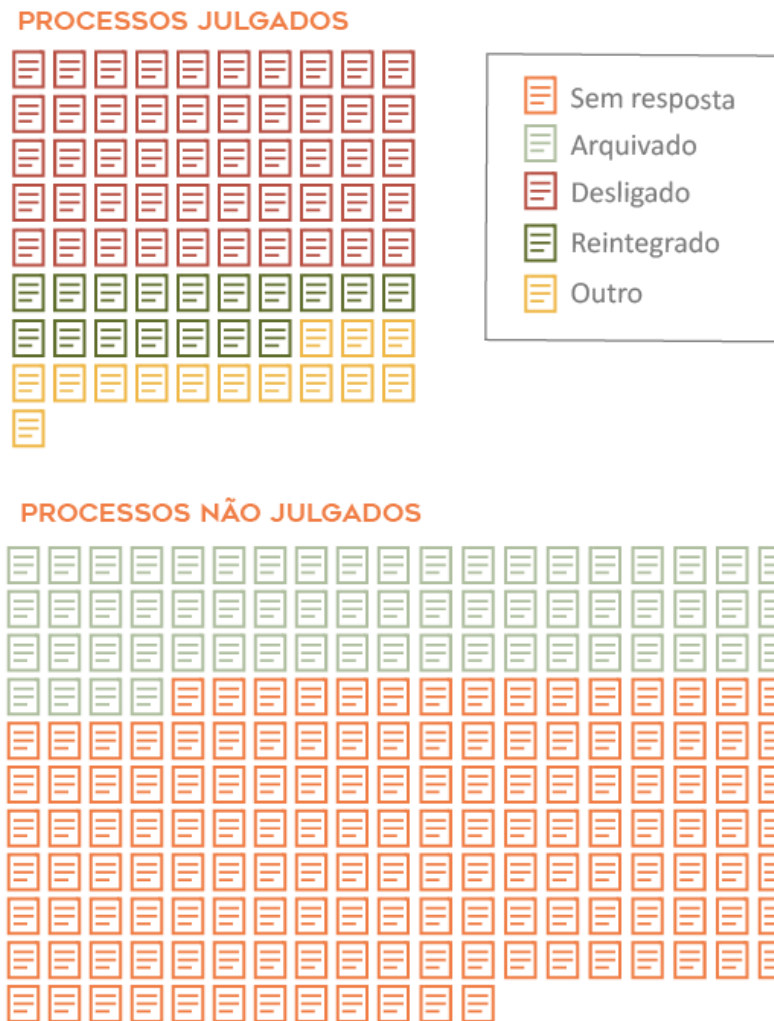 PROCESSOS JULGADOS
Sem resposta
Arquivado
Desligado
Reintegrado
Outro
PROCESSOS NÃO JULGADOS